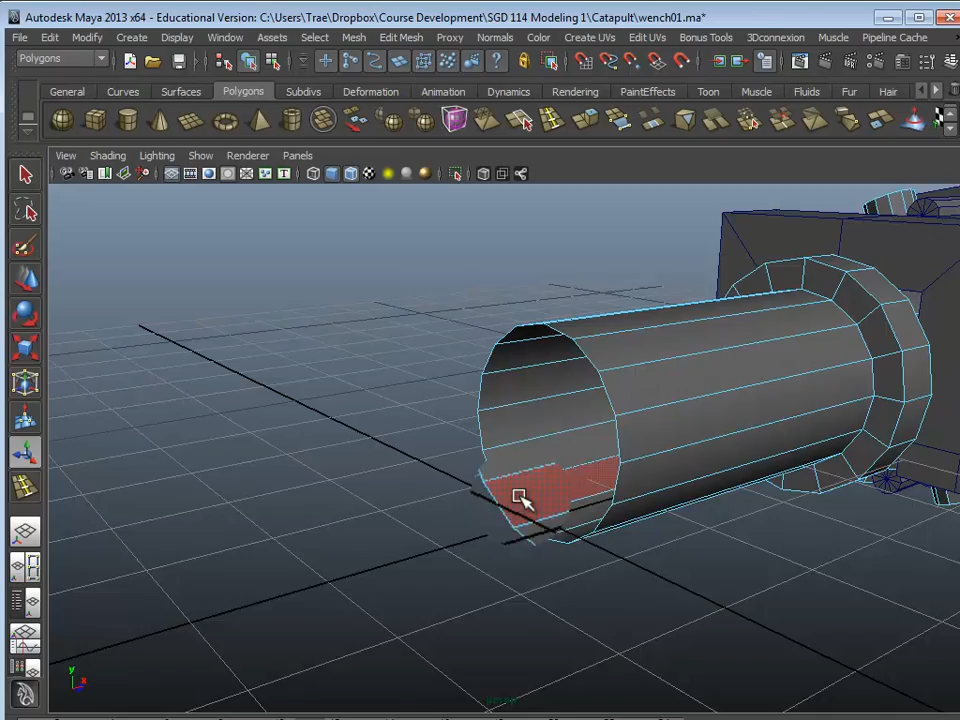 Autodesk Maya 2013 x64 - Educational Version: C:\Users\Trae\Dropbox\Course Development\SGD 114 Modeling 1\Catapult\wench01.ma*
File Edit Modify Create Display Window Assets Select Mesh Edit Mesh Proxy Normals Color Create UVs Edit UVs Bonus Tools 3Dconnexion Muscle Pipeline Cache
Polygons
General Curves Surfaces Polygons Subdivs Deformation Animation Dynamics Rendering PaintEffects Toon Muscle Fluids Fur Hair
View Shading Lighting Show Renderer Panels
y
x